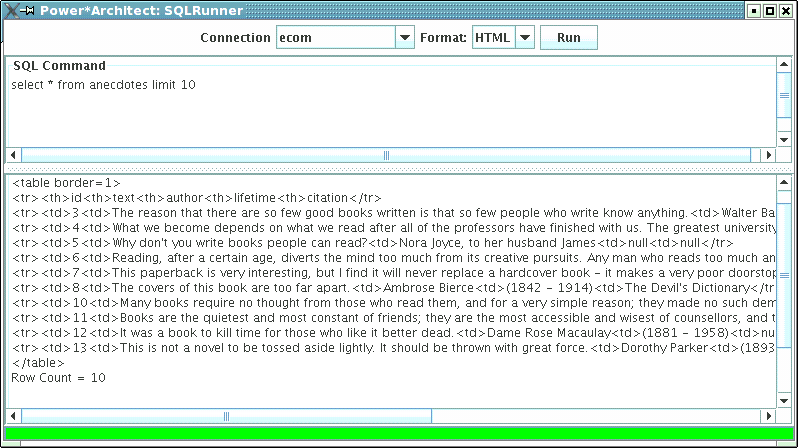 Power*Architect: SQLRunner
Connection ecom Format: HTML Run
SQL Command
select * from anecdotes limit 10
<table border=1>
<tr><th>id<th>text<th>author<th>lifetime<th>citation</tr>
<tr><td>3<td>The reason that there are so few good books written is that so few people who write know anything.<td>Walter Ba
<tr><td>4<td>What we become depends on what we read after all of the professors have finished with us. The greatest university
<tr><td>5<td>Why don't you write books people can read?<td>Nora Joyce, to her husband James<td>null<td>null</tr>
<tr><td>6<td>Reading, after a certain age, diverts the mind too much from its creative pursuits. Any man who reads too much an
<tr><td>7<td>This paperback is very interesting, but I find it will never replace a hardcover book - it makes a very poor doorstop
<tr><td>8<td>The covers of this book are too far apart.<td>Ambrose Bierce<td>(1842 - 1914)<td>The Devil's Dictionary</tr
<tr><td>10<td>Many books require no thought from those who read them, and for a very simple reason; they made no such dem
<tr><td>11<td>Books are the quietest and most constant of friends; they are the most accessible and wisest of counsellors, and t
<tr><td>12<td>It was a book to kill time for those who like it better dead.<td>Dame Rose Macaulay<td>(1881 - 1958)<td>nu
<tr><td>13<td>This is not a novel to be tossed aside lightly. It should be thrown with great force.<td>Dorothy Parker<td>(1893
</table>
Row Count = 10